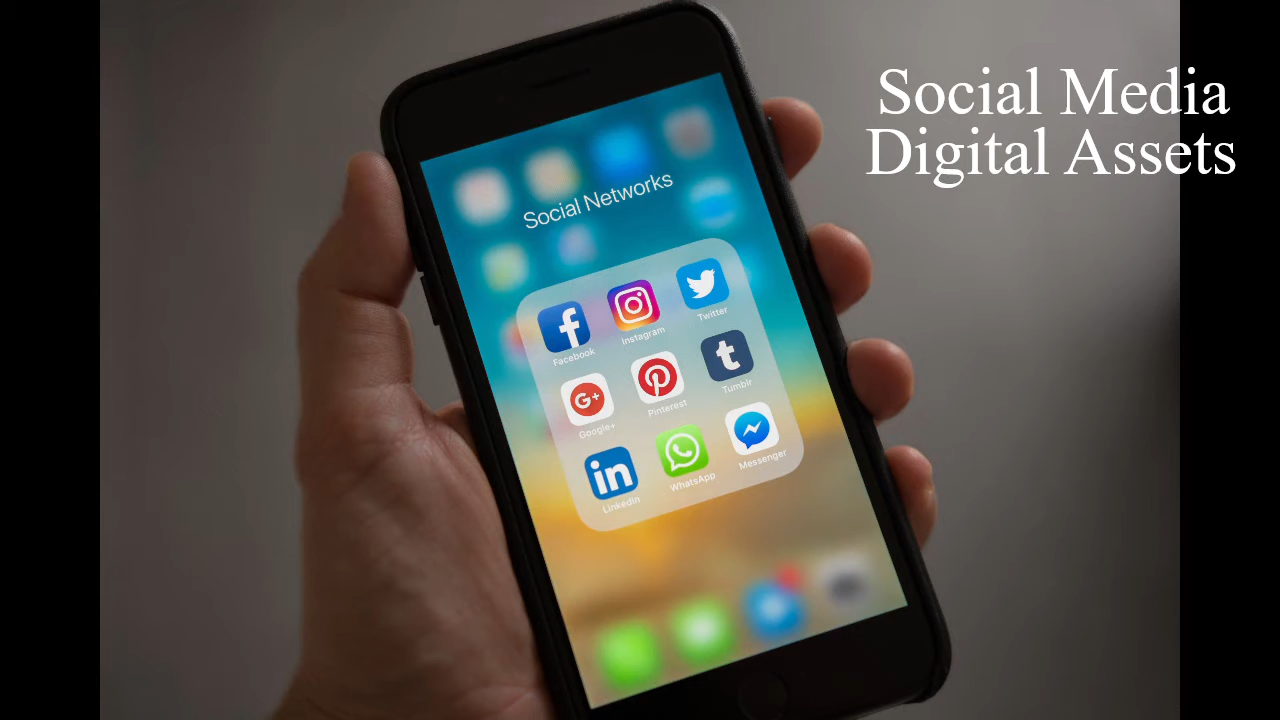 Social Media
Digital Assets
Social Networks
Facebook
Instagram
Twitter
Google+
Pinterest
Tumblr
LinkedIn
WhatsApp
Messenger